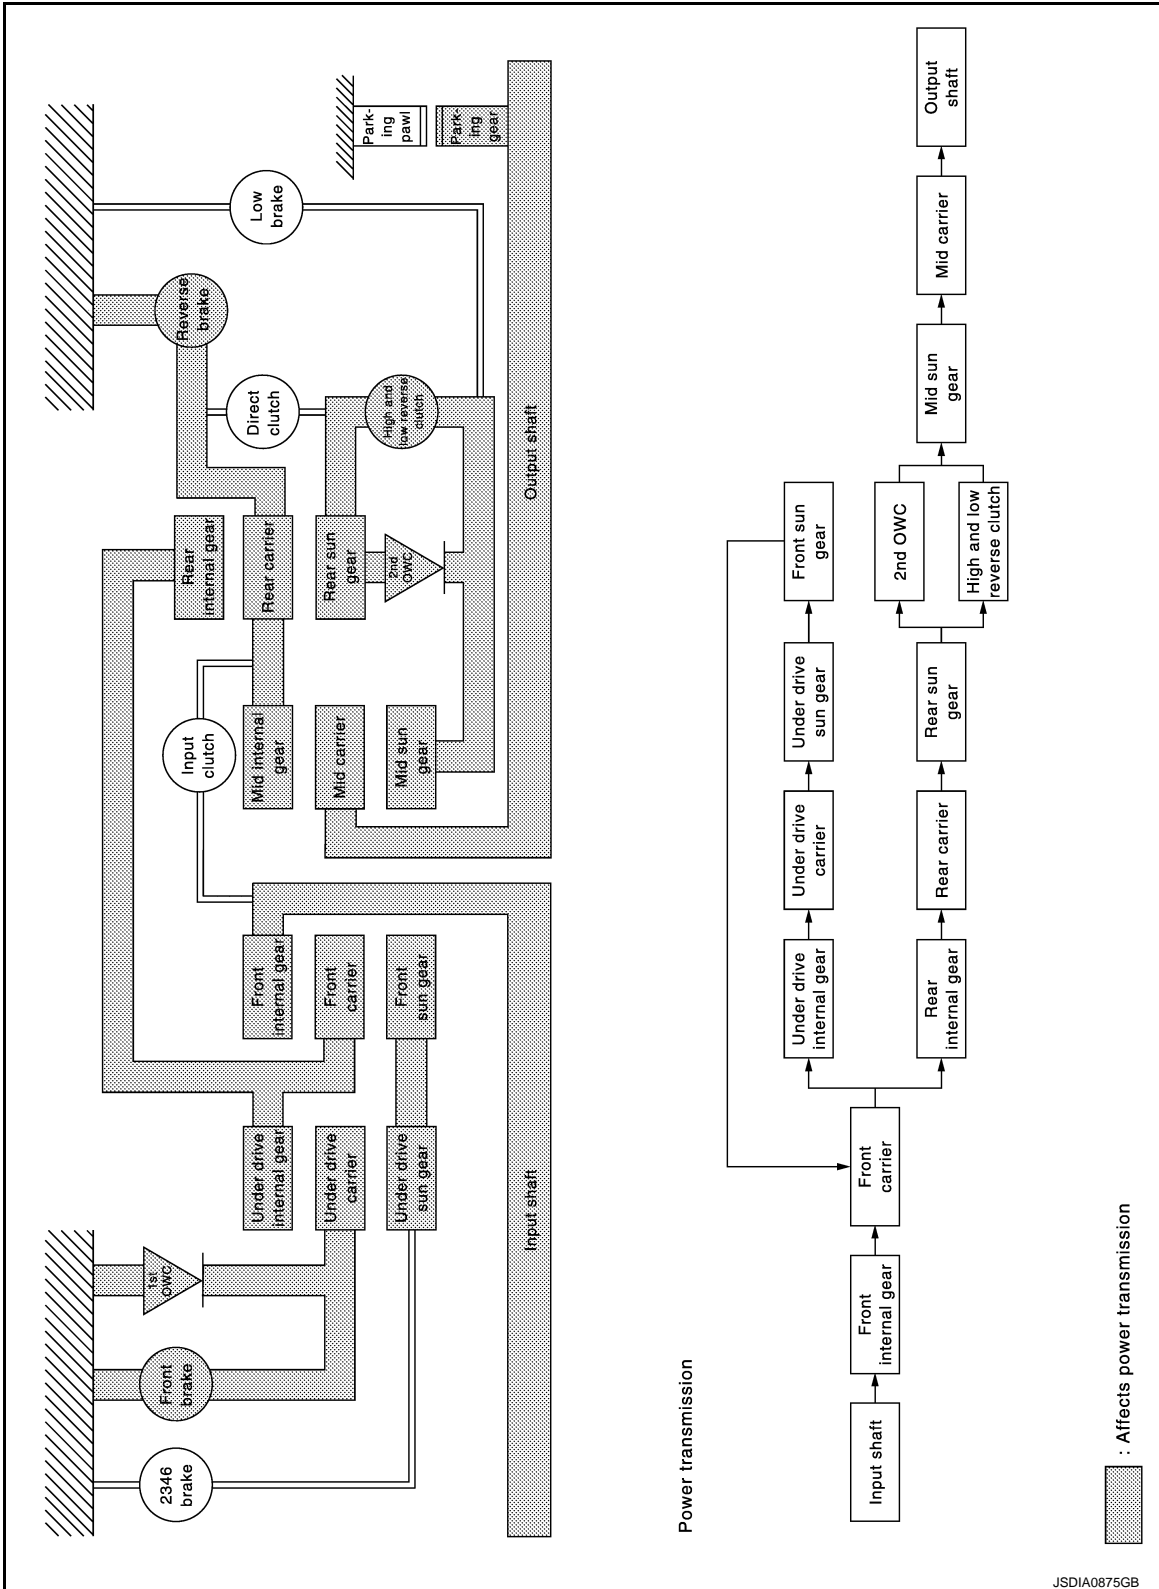 2346
brake
Front
brake
1st
OWC
Under drive
internal gear
Under drive
carrier
Under drive
sun gear
Front
internal gear
Front
carrier
Front
sun gear
Input shaft
Input
clutch
Mid internal
gear
Mid carrier
Mid sun
gear
Rear
internal gear
Rear carrier
Rear sun
gear
2nd
OWC
Direct
clutch
High and
low reverse
clutch
Reverse
brake
Low
brake
Park-
ing
pawl
Park-
ing
gear
Output shaft
Power transmission
Input shaft
Front
internal gear
Front
carrier
Under drive
internal gear
Under drive
carrier
Under drive
sun gear
Front sun
gear
Rear
internal gear
Rear carrier
Rear sun
gear
2nd OWC
High and low
reverse clutch
Mid sun
gear
Mid carrier
Output
shaft
: Affects power transmission
JSDIA0875GB